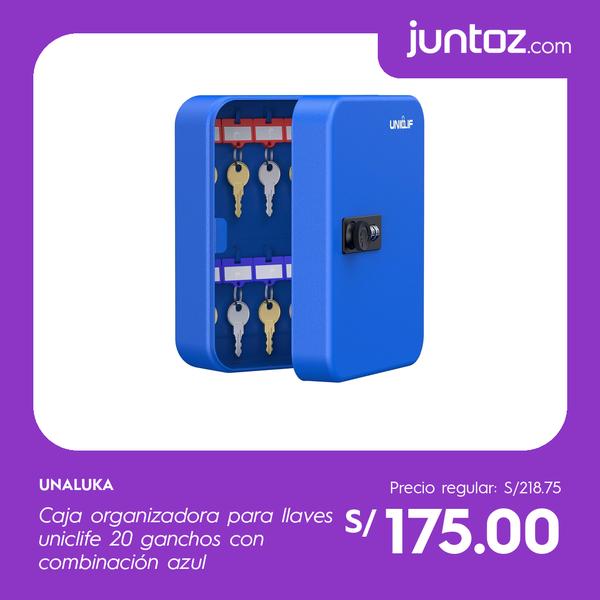 juntoz.com
UNICLIF
UNALUKA
Caja organizadora para llaves
uniclife 20 ganchos con
combinación azul
Precio regular: S/218.75
S/ 175.00